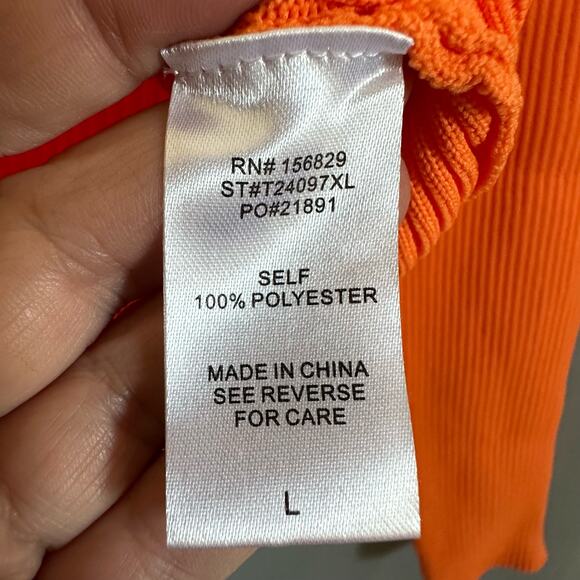 RN# 156829
ST#T24097XL
PO#21891
SELF
100% POLYESTER
MADE IN CHINA
SEE REVERSE
FOR CARE
L